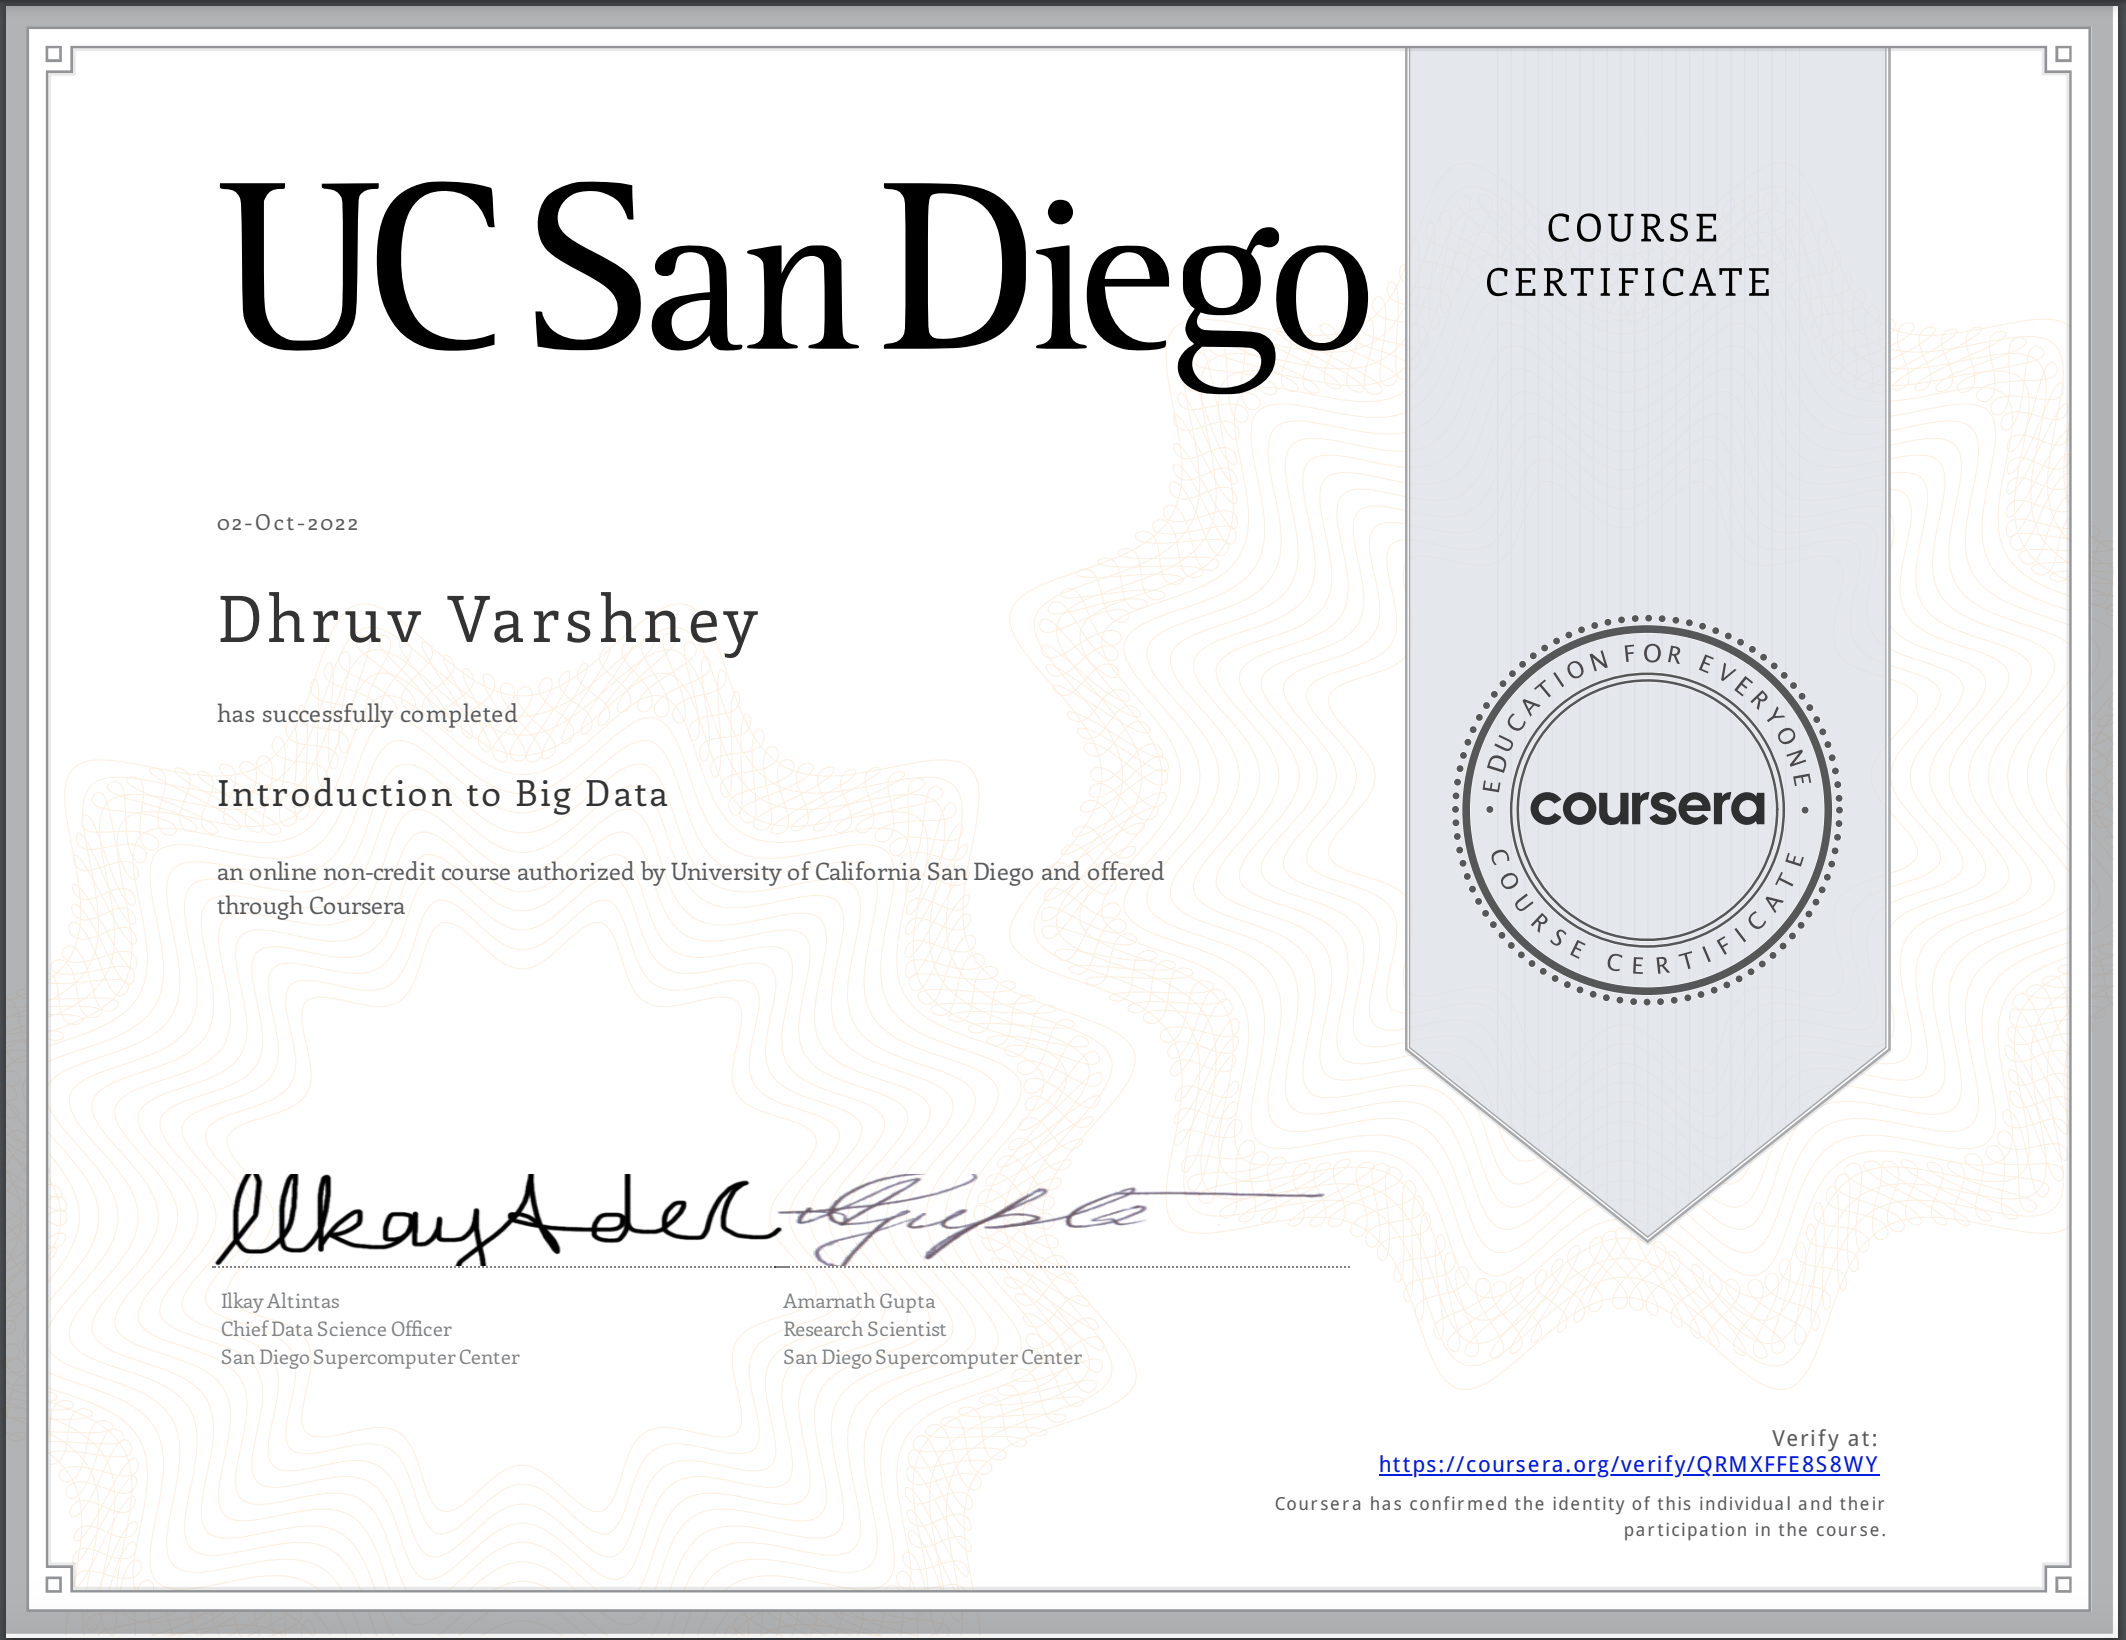 UC San Diego
COURSE
CERTIFICATE
02-Oct-2022
Dhruv Varshney
has successfully completed
Introduction to Big Data
an online non-credit course authorized by University of California San Diego and offered
through Coursera
EDUCATION FOR EVERYONE
coursera
COURSE CERTIFICATE
Ilkay Altintas
Chief Data Science Officer
San Diego Supercomputer Center
Amarnath Gupta
Research Scientist
San Diego Supercomputer Center
Verify at:
https://coursera.org/verify/QRMXFFE8S8WY
Coursera has confirmed the identity of this individual and their
participation in the course.